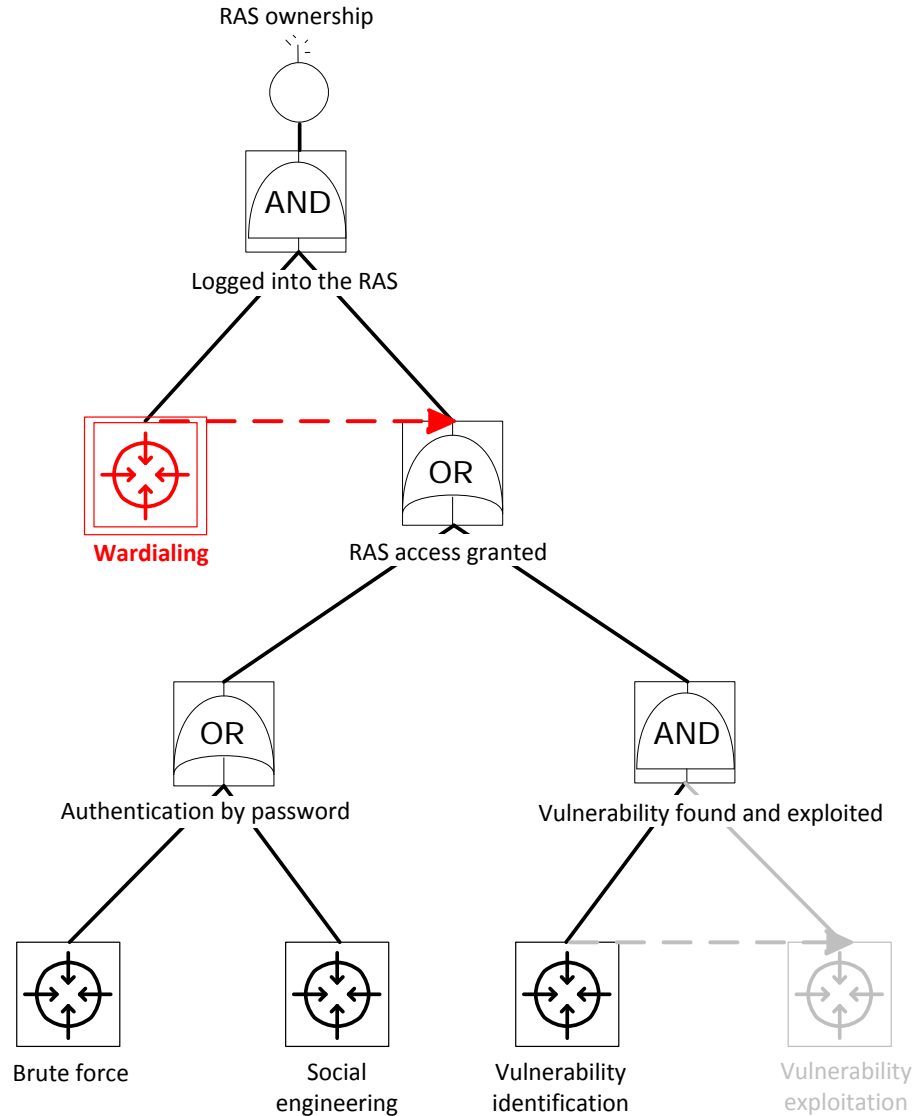 RAS ownership
AND
Logged into the RAS
OR
Wardialing
RAS access granted
OR
AND
Authentication by password
Vulnerability found and exploited
Brute force
Social
engineering
Vulnerability
identification
Vulnerability
exploitation